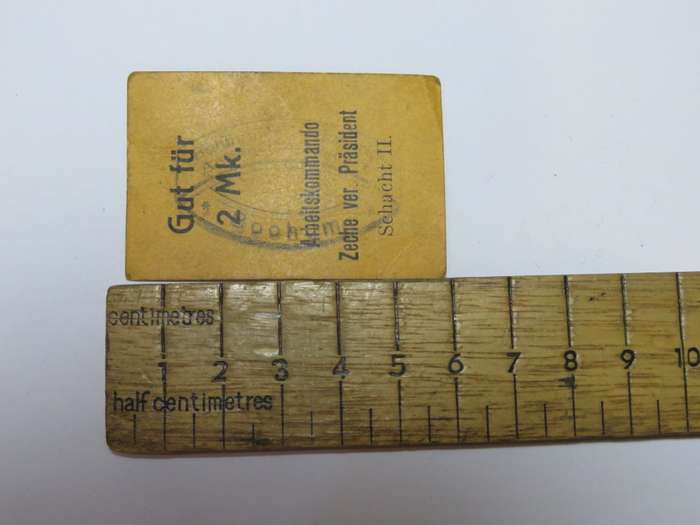 Gut für
2 Mk.
Arbeitskommando
Zeche ver. Präsident
Schacht II.
centimetres
1 2 3 4 5 6 7 8 9 10
half centimetres